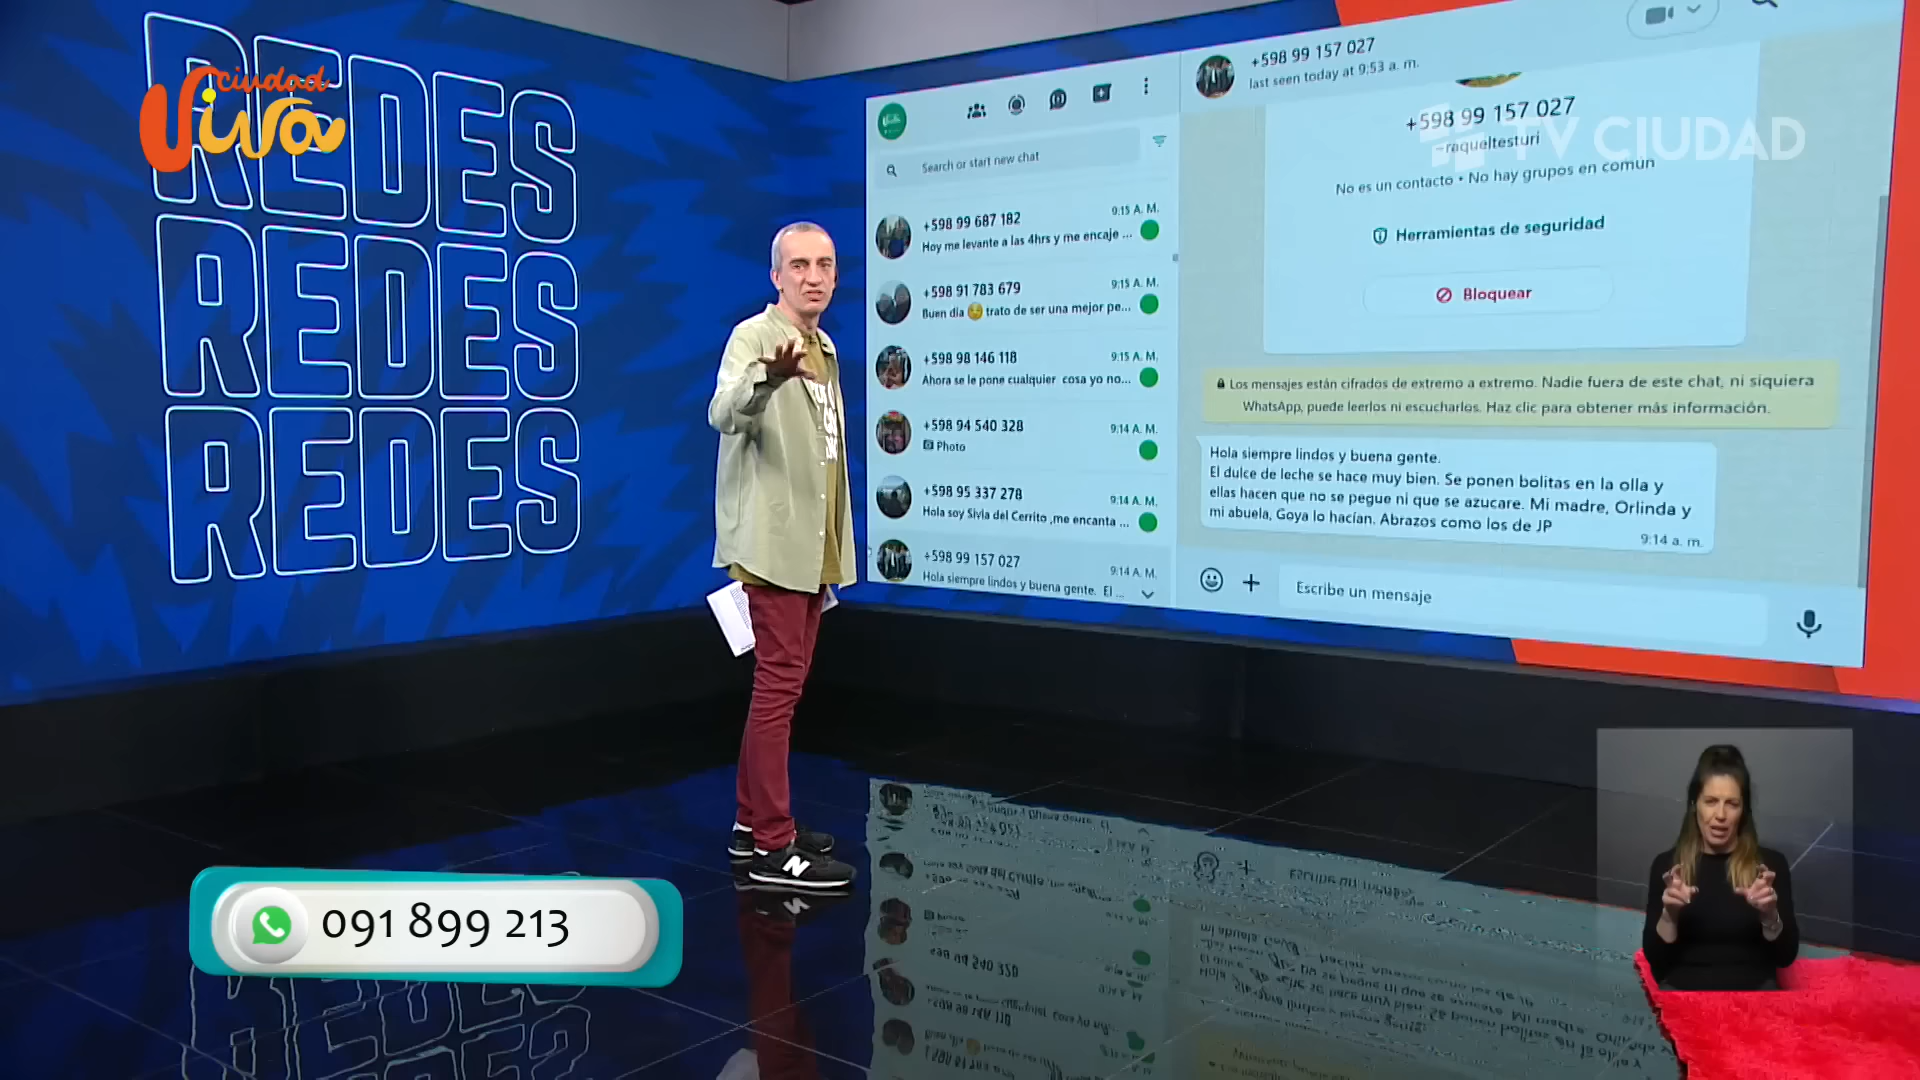 REDES
REDES
REDES
ciudad
Viva
+598 99 157 027
last seen today at 9:53 a. m.
+598 99 157 027
~raqueltesturi
TV CIUDAD
No es un contacto • No hay grupos en común
Herramientas de seguridad
Bloquear
Search or start new chat
+598 99 687 182
9:15 A. M.
Hoy me levante a las 4hrs y me encaje ...
+598 91 783 679
9:15 A. M.
Buen dia 😌 trato de ser una mejor pe...
+598 98 146 118
9:15 A. M.
Ahora se le pone cualquier cosa yo no...
+598 94 540 328
9:14 A. M.
Photo
+598 95 337 278
9:14 A. M.
Hola soy Sivia del Cerrito ,me encanta ...
+598 99 157 027
9:14 A. M.
Hola siempre lindos y buena gente. El ...
Los mensajes están cifrados de extremo a extremo. Nadie fuera de este chat, ni siquiera
WhatsApp, puede leerlos ni escucharlos. Haz clic para obtener más información.
Hola siempre lindos y buena gente.
El dulce de leche se hace muy bien. Se ponen bolitas en la olla y
ellas hacen que no se pegue ni que se azucare. Mi madre, Orlinda y
mi abuela, Goya lo hacían. Abrazos como los de JP
9:14 a. m.
Escribe un mensaje
N
091 899 213